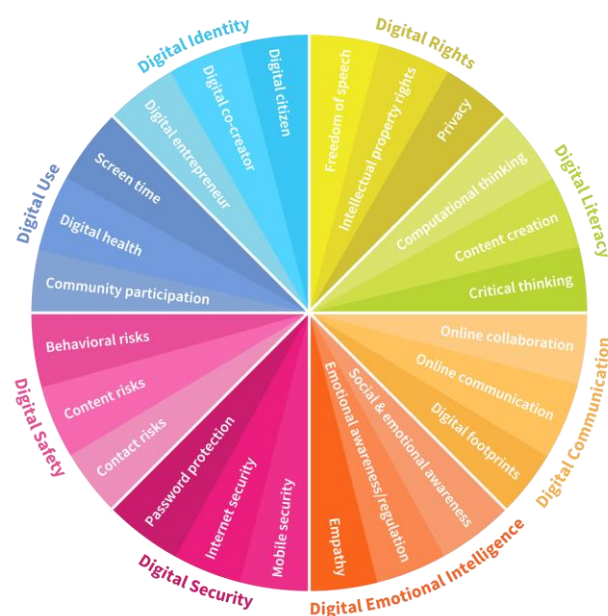 Digital Identity
Digital citizen
Digital co-creator
Digital entrepreneur
Digital Rights
Freedom of speech
Intellectual property rights
Privacy
Digital Literacy
Computational thinking
Content creation
Critical thinking
Digital Communication
Online collaboration
Online communication
Digital footprints
Digital Emotional Intelligence
Social & emotional awareness
Emotional awareness/regulation
Empathy
Digital Security
Mobile security
Internet security
Password protection
Digital Safety
Contact risks
Content risks
Behavioral risks
Digital Use
Community participation
Digital health
Screen time